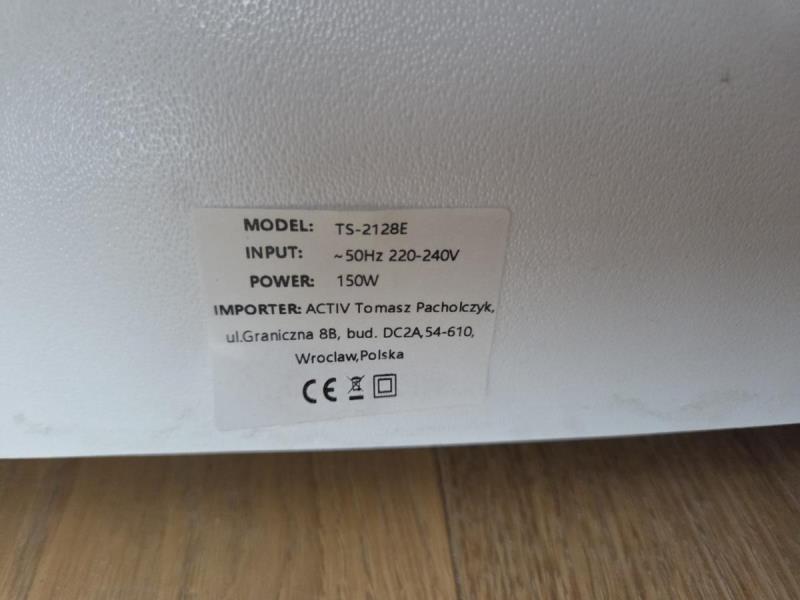 MODEL: TS-2128E
INPUT: ~50Hz 220-240V
POWER: 150W
IMPORTER: ACTIV Tomasz Pacholczyk,
ul.Graniczna 8B, bud. DC2A,54-610,
Wroclaw,Polska
CE